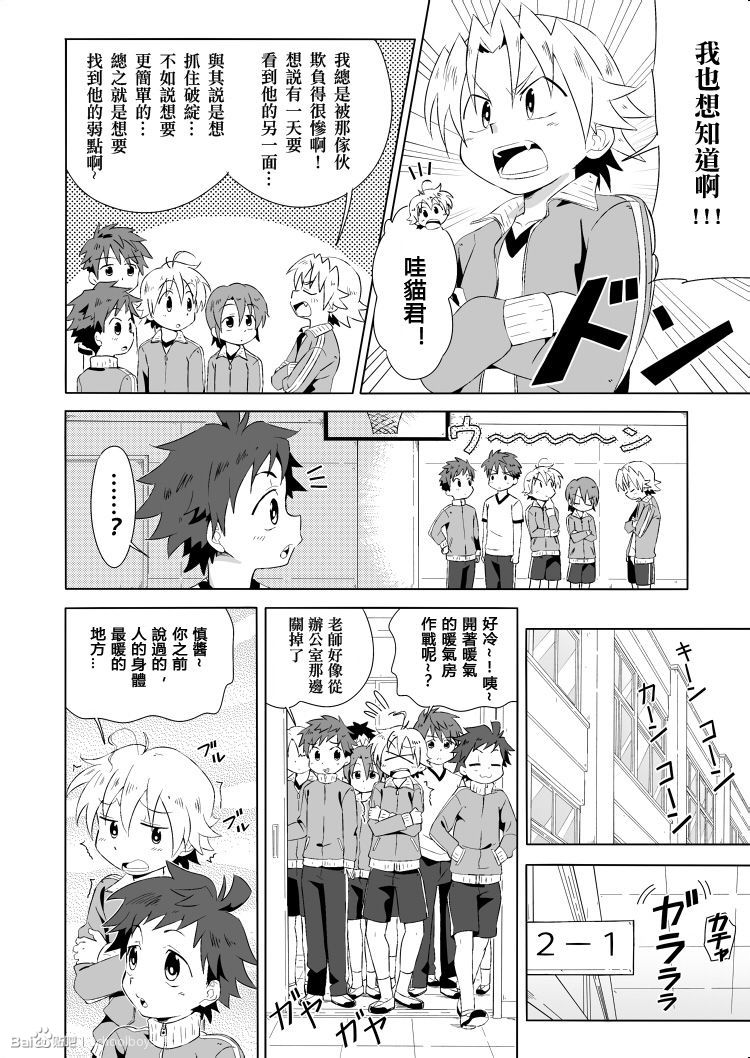 我也想知道啊!!!
哇貓君!
ドン
我總是被那傢伙
欺負得很慘啊!
想說有一天要
看到他的另一面…
與其說是想
抓住破綻…
不如說想要
更簡單的…
總之就是想要
找到他的弱點啊~
ウ~~~~ン
……?
キーン コーン
カーン コーン
ガチャ
ガラララ
2－1
好冷~!咦~
開著暖氣
的暖氣房
作戰呢~?
老師好像從
辦公室那邊
關掉了
ガヤ
ガヤ
慎醬~
你之前
說過的，
人的身體
最暖的
地方…
ブル
ブル
Bai 贴吧